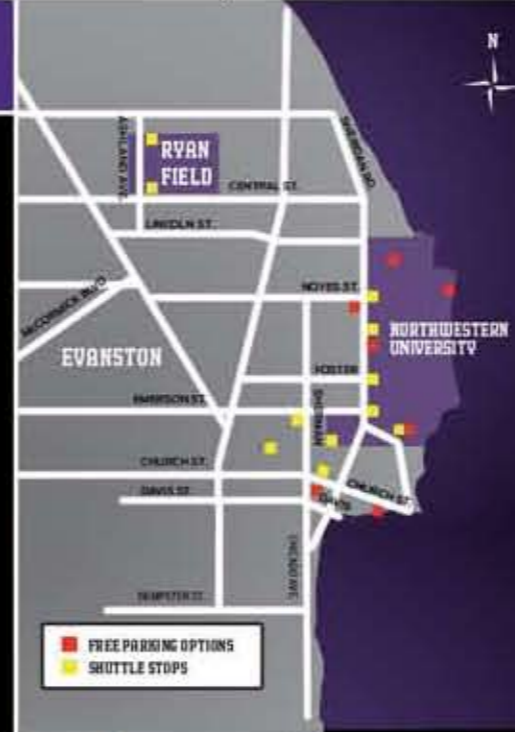 N
ASHLAND AVE.
RYAN
FIELD
SHERIDAN RD.
CENTRAL ST.
LINCOLN ST.
NOYES ST.
MCCORMICK BLVD
NORTHWESTERN
UNIVERSITY
EVANSTON
FOSTER
EMERSON ST.
SHERMAN
CHURCH ST.
CHURCH ST.
DAVIS ST.
DAVIS
CHICAGO AVE.
DEMPSTER ST.
FREE PARKING OPTIONS
SHUTTLE STOPS